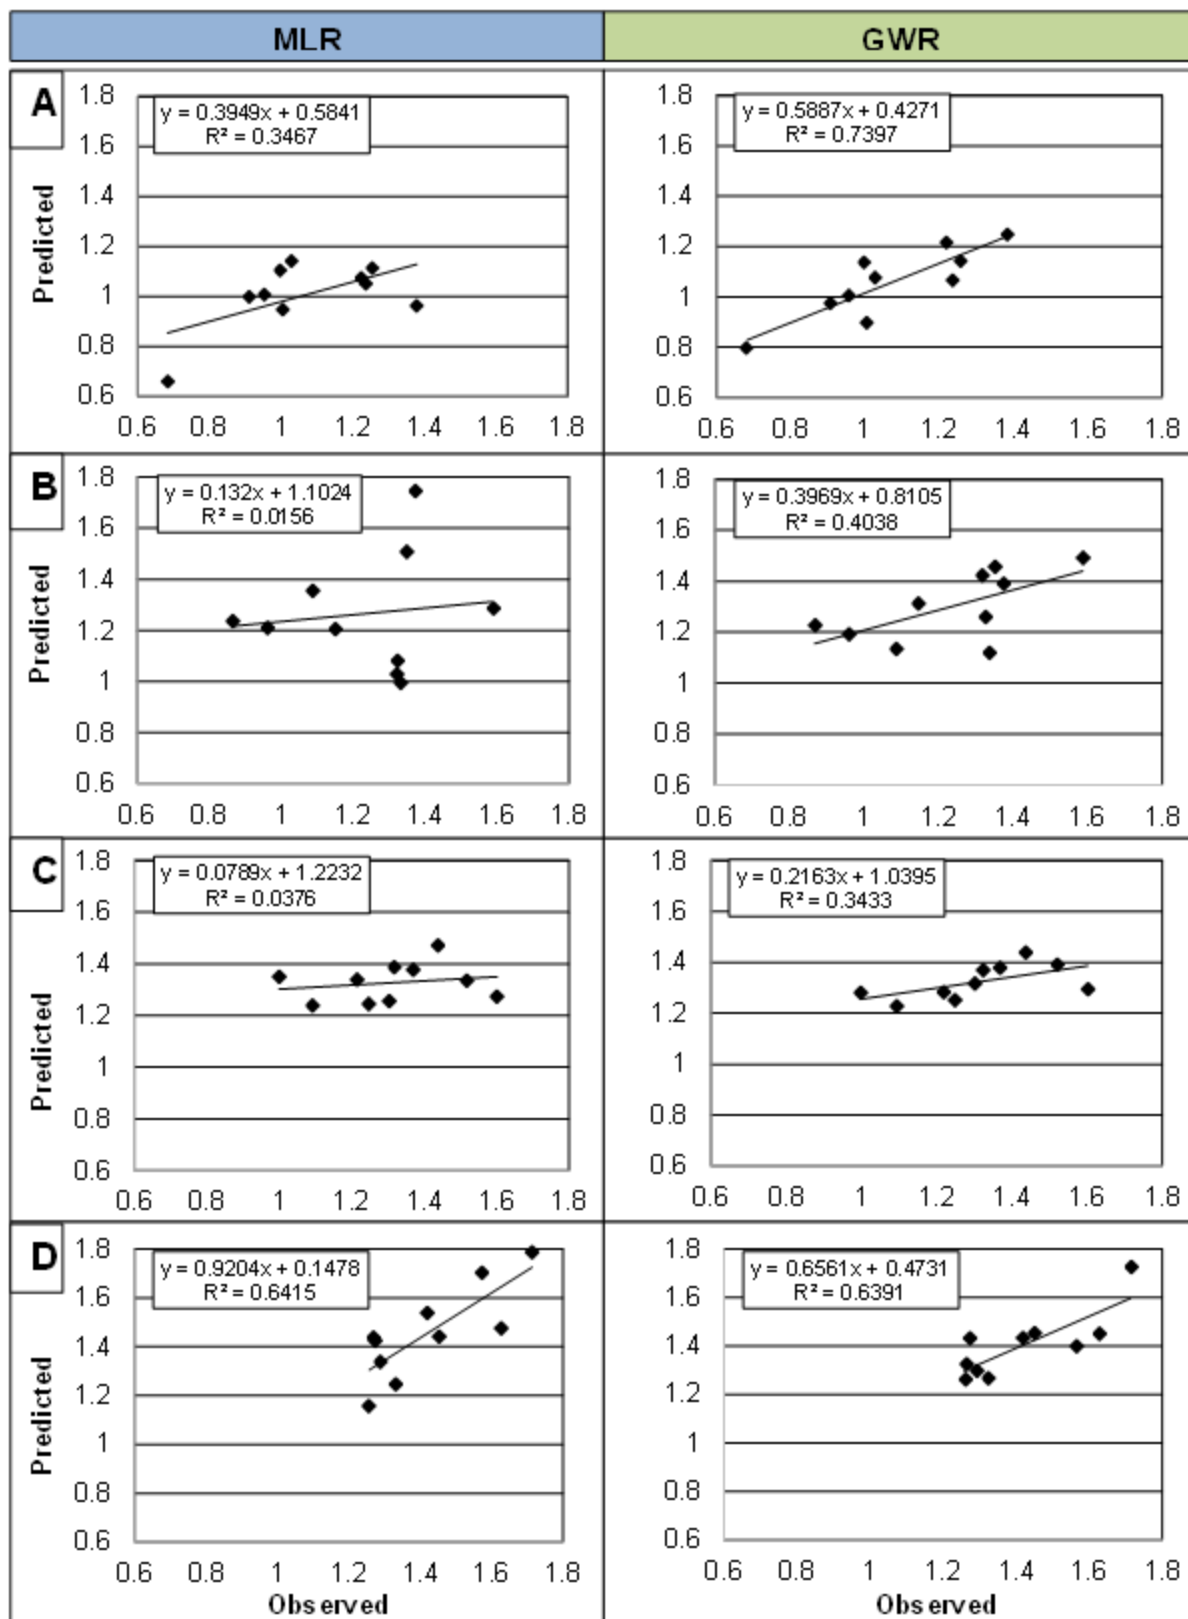 MLR
GWR
A
Predicted
1.8
1.6
1.4
1.2
1
0.8
0.6
y = 0.3949x + 0.5841
R² = 0.3467
0.6 0.8 1 1.2 1.4 1.6 1.8
1.8
1.6
1.4
1.2
1
0.8
0.6
y = 0.5887x + 0.4271
R² = 0.7397
0.6 0.8 1 1.2 1.4 1.6 1.8
B
Predicted
1.8
1.6
1.4
1.2
1
0.8
0.6
y = 0.132x + 1.1024
R² = 0.0156
0.6 0.8 1 1.2 1.4 1.6 1.8
1.8
1.6
1.4
1.2
1
0.8
0.6
y = 0.3969x + 0.8105
R² = 0.4038
0.6 0.8 1 1.2 1.4 1.6 1.8
C
Predicted
1.8
1.6
1.4
1.2
1
0.8
0.6
y = 0.0789x + 1.2232
R² = 0.0376
0.6 0.8 1 1.2 1.4 1.6 1.8
1.8
1.6
1.4
1.2
1
0.8
0.6
y = 0.2163x + 1.0395
R² = 0.3433
0.6 0.8 1 1.2 1.4 1.6 1.8
D
Predicted
1.8
1.6
1.4
1.2
1
0.8
0.6
y = 0.9204x + 0.1478
R² = 0.6415
0.6 0.8 1 1.2 1.4 1.6 1.8
Observed
1.8
1.6
1.4
1.2
1
0.8
0.6
y = 0.6561x + 0.4731
R² = 0.6391
0.6 0.8 1 1.2 1.4 1.6 1.8
Observed